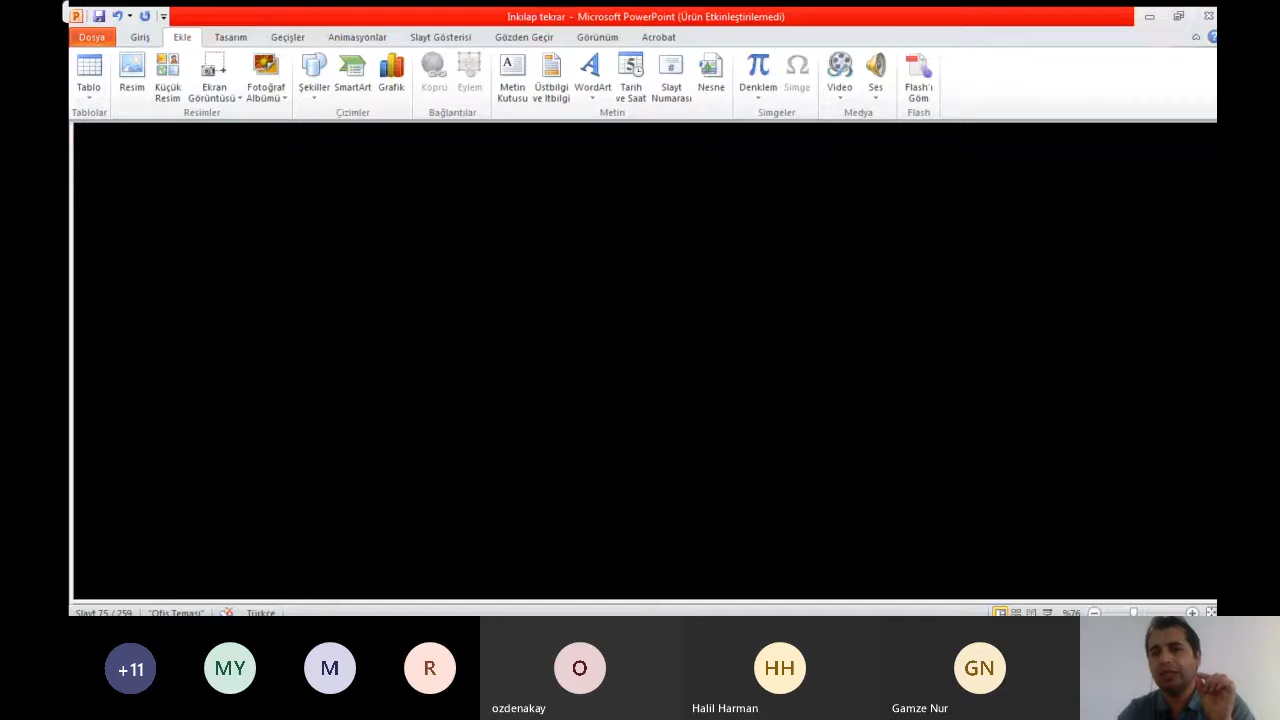 Inkılap tekrar - Microsoft PowerPoint (Ürün Etkinleştirilemedi)
Dosya Giriş Ekle Tasarım Geçişler Animasyonlar Slayt Gösterisi Gözden Geçir Görünüm Acrobat
Tablo Resim Küçük Resim Ekran Görüntüsü Fotoğraf Albümü Şekiller SmartArt Grafik Köprü Eylem Metin Kutusu Üstbilgi ve Altbilgi WordArt Tarih ve Saat Slayt Numarası Nesne Denklem Simge Video Ses Flash'ı Göm
Tablolar Resimler Çizimler Bağlantılar Metin Simgeler Medya Flash
Slayt 75 / 259 "Ofis Teması" Türkçe %76
+11 MY M R O HH GN
ozdenakay Halil Harman Gamze Nur